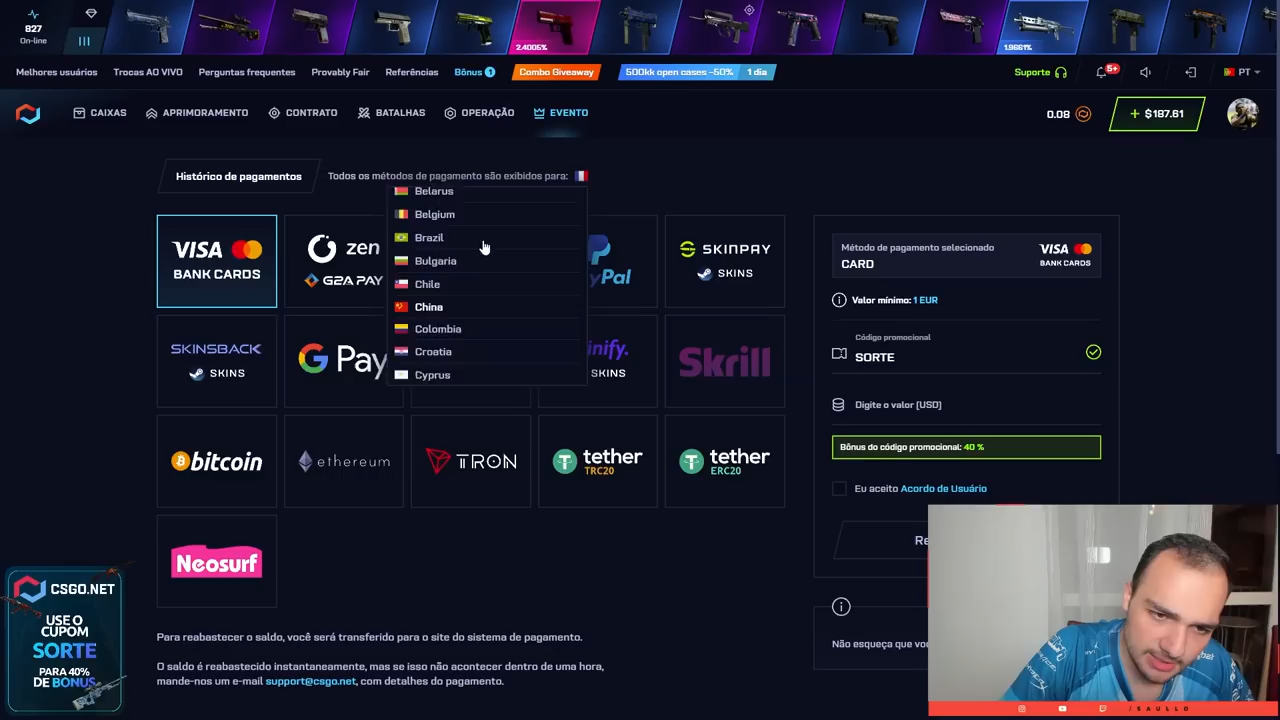 827
On-line
2.4005%
1.9661%
Melhores usuários
Trocas AO VIVO
Perguntas frequentes
Provably Fair
Referências
Bônus 1
Combo Giveaway
500kk open cases -50% 1 dia
Suporte
5+
PT
CAIXAS
APRIMORAMENTO
CONTRATO
BATALHAS
OPERAÇÃO
EVENTO
0.08
+ $187.61
Histórico de pagamentos
Todos os métodos de pagamento são exibidos para:
Belarus
Belgium
Brazil
Bulgaria
Chile
China
Colombia
Croatia
Cyprus
VISA
BANK CARDS
zen
G2A PAY
PayPal
SKINPAY
SKINS
SKINSBACK
SKINS
G Pay
SKINS
Skrill
bitcoin
ethereum
TRON
tether
TRC20
tether
ERC20
Neosurf
Método de pagamento selecionado
CARD
VISA
BANK CARDS
Valor mínimo: 1 EUR
Código promocional
SORTE
Digite o valor (USD)
Bônus do código promocional: 40 %
Eu aceito Acordo de Usuário
Re
Não esqueça que
CSGO.NET
USE O
CUPOM
SORTE
PARA 40%
DE BONUS
Para reabastecer o saldo, você será transferido para o site do sistema de pagamento.
O saldo é reabastecido instantaneamente, mas se isso não acontecer dentro de uma hora,
mande-nos um e-mail support@csgo.net, com detalhes do pagamento.
/SAULLO